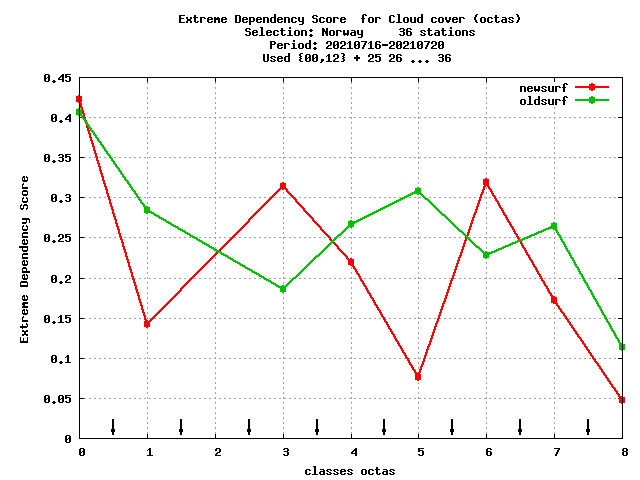 Extreme Dependency Score  for Cloud cover (octas)
Selection: Norway     36 stations
Period: 20210716-20210720
Used {00,12} + 25 26 ... 36
newsurf
oldsurf
Extreme Dependency Score
0.45
0.4
0.35
0.3
0.25
0.2
0.15
0.1
0.05
0
0 1 2 3 4 5 6 7 8
classes octas